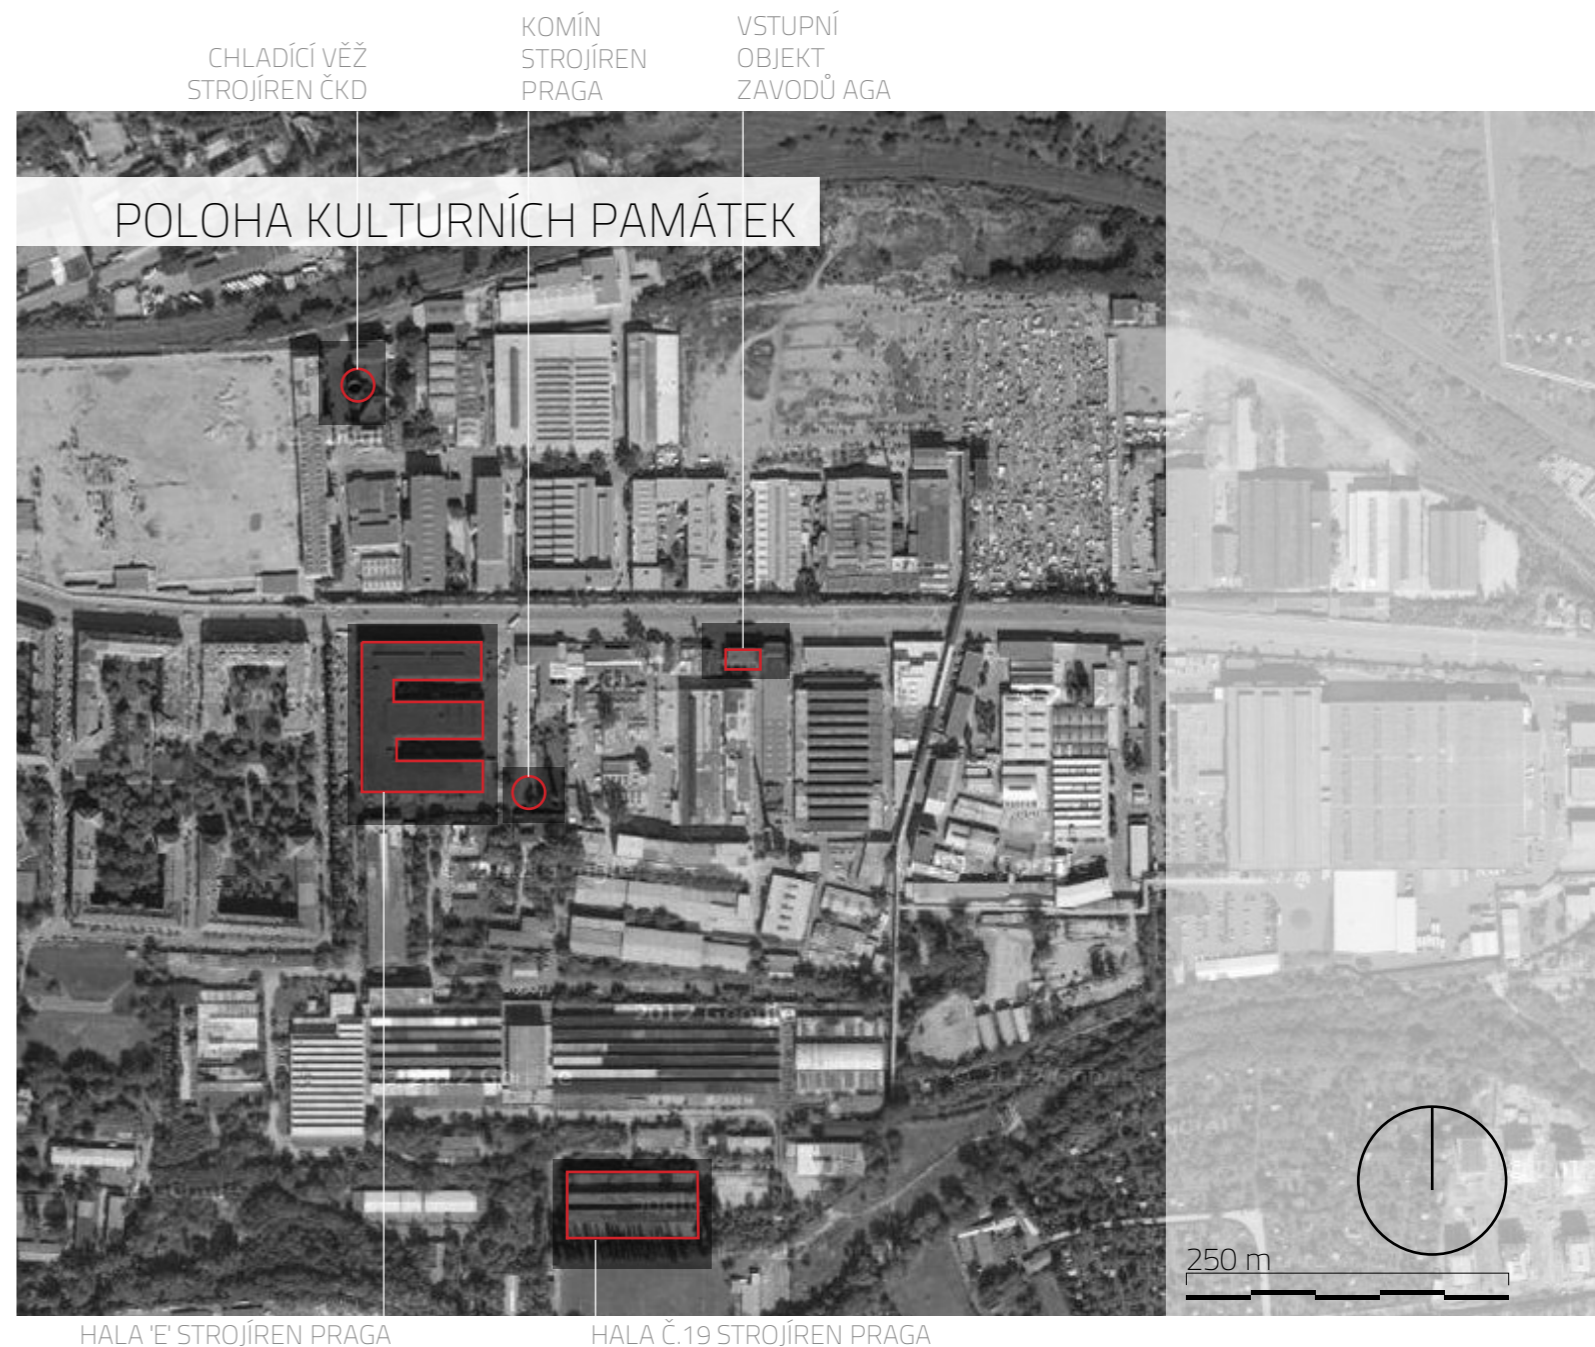 CHLADÍCÍ VĚŽ
STROJÍREN ČKD
KOMÍN
STROJÍREN
PRAGA
VSTUPNÍ
OBJEKT
ZAVODŮ AGA
POLOHA KULTURNÍCH PAMÁTEK
250 m
HALA 'E' STROJÍREN PRAGA
HALA Č.19 STROJÍREN PRAGA